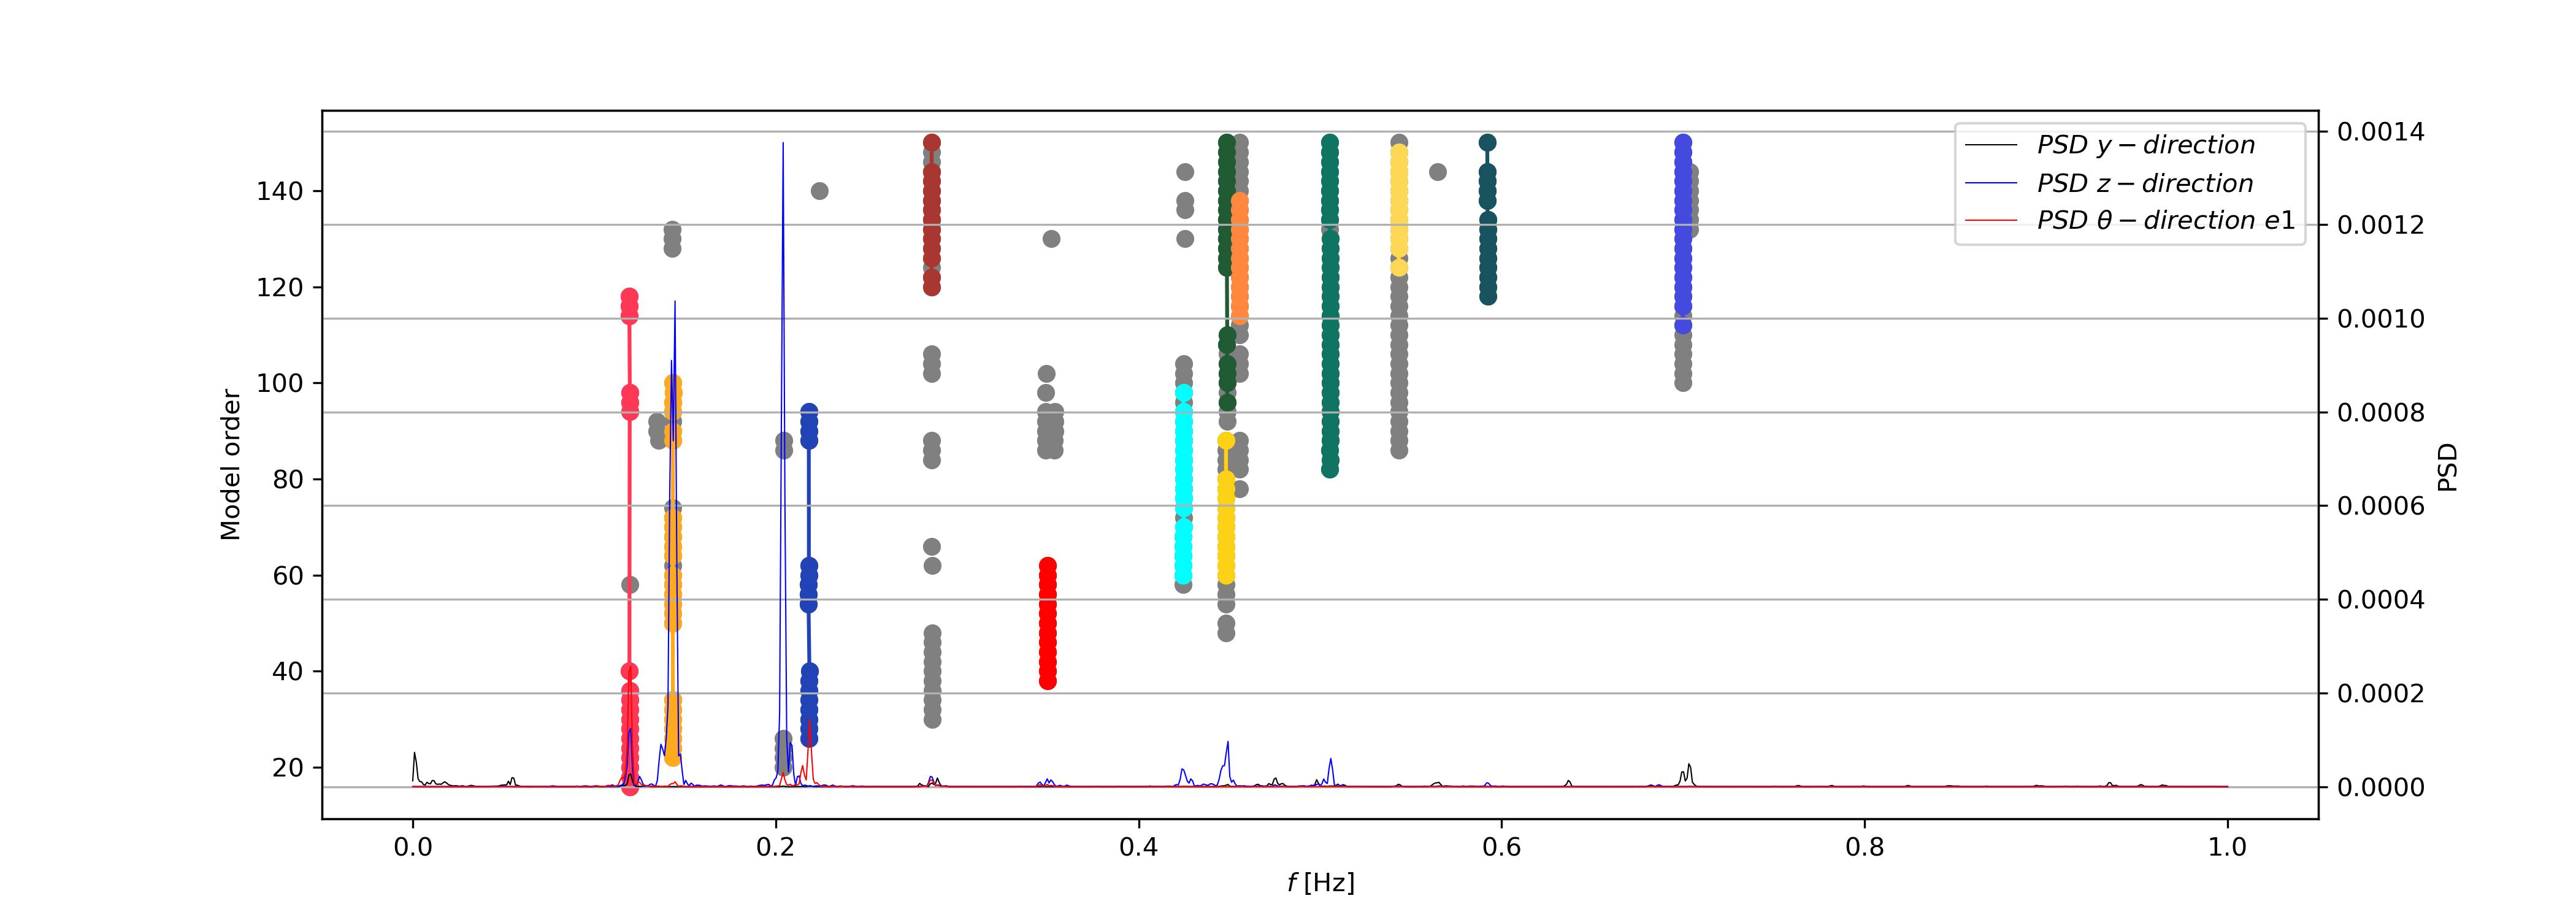 PSD y − direction
PSD z − direction
PSD θ − direction e1
Model order
140
120
100
80
60
40
20
0.0014
0.0012
0.0010
0.0008
0.0006
0.0004
0.0002
0.0000
PSD
0.0 0.2 0.4 0.6 0.8 1.0
f [Hz]